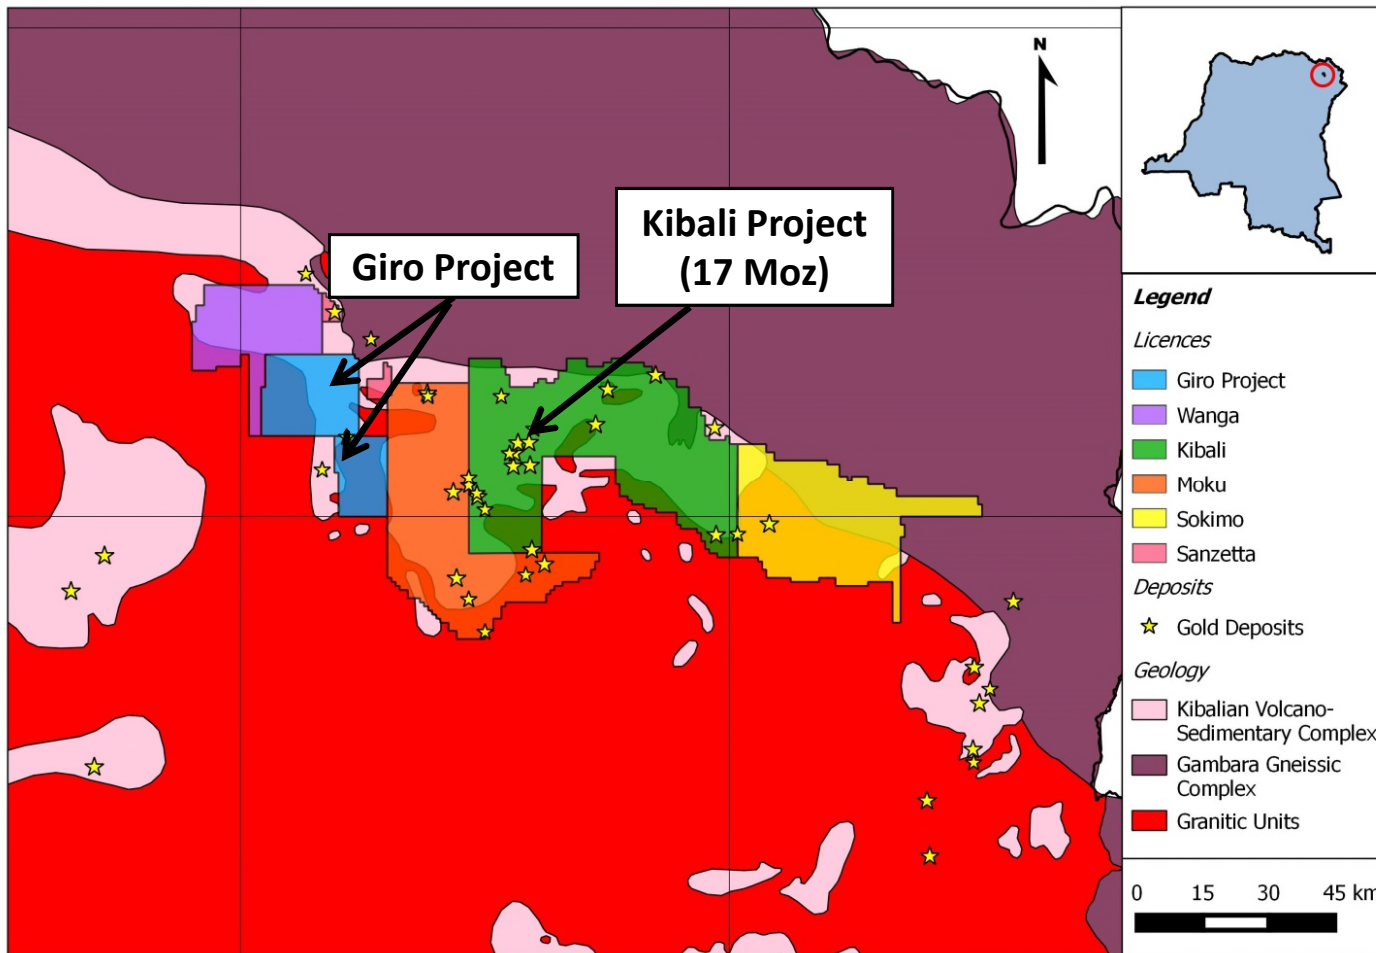 N
Giro Project
Kibali Project
(17 Moz)
Legend
Licences
Giro Project
Wanga
Kibali
Moku
Sokimo
Sanzetta
Deposits
Gold Deposits
Geology
Kibalian Volcano-
Sedimentary Complex
Gambara Gneissic
Complex
Granitic Units
0 15 30 45 km